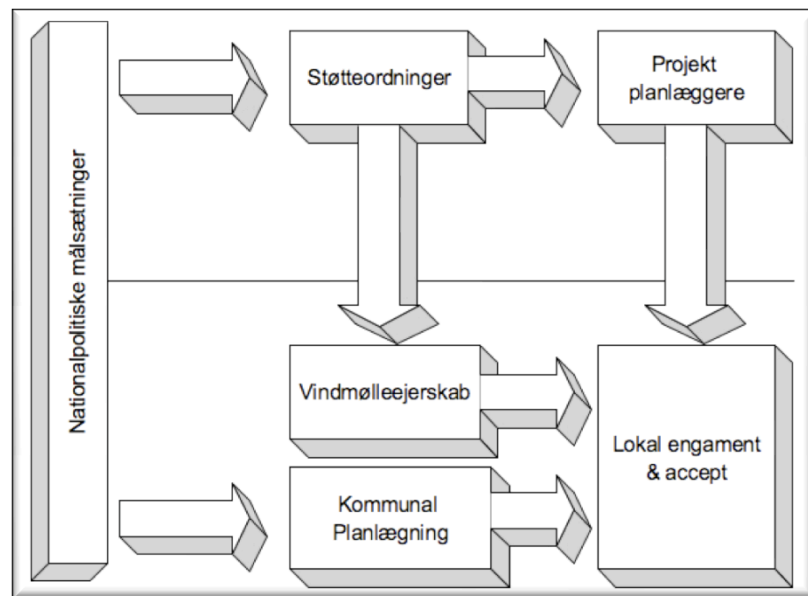 Nationalpolitiske målsætninger
Støtteordninger
Projekt
planlæggere
Vindmølleejerskab
Kommunal
Planlægning
Lokal engament
& accept